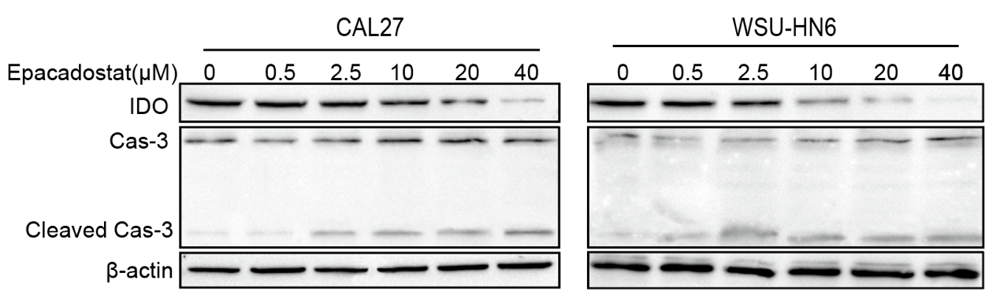 CAL27 WSU-HN6
Epacadostat(μM) 0 0.5 2.5 10 20 40 0 0.5 2.5 10 20 40
IDO
Cas-3
Cleaved Cas-3
β-actin